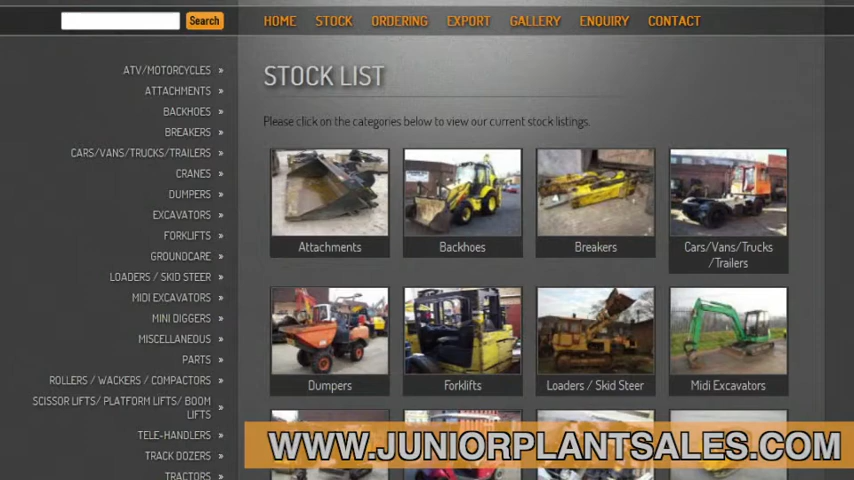 Search
HOME STOCK ORDERING EXPORT GALLERY ENQUIRY CONTACT
ATV/MOTORCYCLES »
ATTACHMENTS »
BACKHOES »
BREAKERS »
CARS/VANS/TRUCKS/TRAILERS »
CRANES »
DUMPERS »
EXCAVATORS »
FORKLIFTS »
GROUNDCARE »
LOADERS / SKID STEER »
MIDI EXCAVATORS »
MINI DIGGERS »
MISCELLANEOUS »
PARTS »
ROLLERS / WACKERS / COMPACTORS »
SCISSOR LIFTS/ PLATFORM LIFTS/ BOOM
LIFTS »
TELE-HANDLERS »
TRACK DOZERS »
TRACTORS »
STOCK LIST
Please click on the categories below to view our current stock listings.
Attachments
Backhoes
Breakers
Cars/Vans/Trucks
/Trailers
Dumpers
Forklifts
Loaders / Skid Steer
Midi Excavators
WWW.JUNIORPLANTSALES.COM